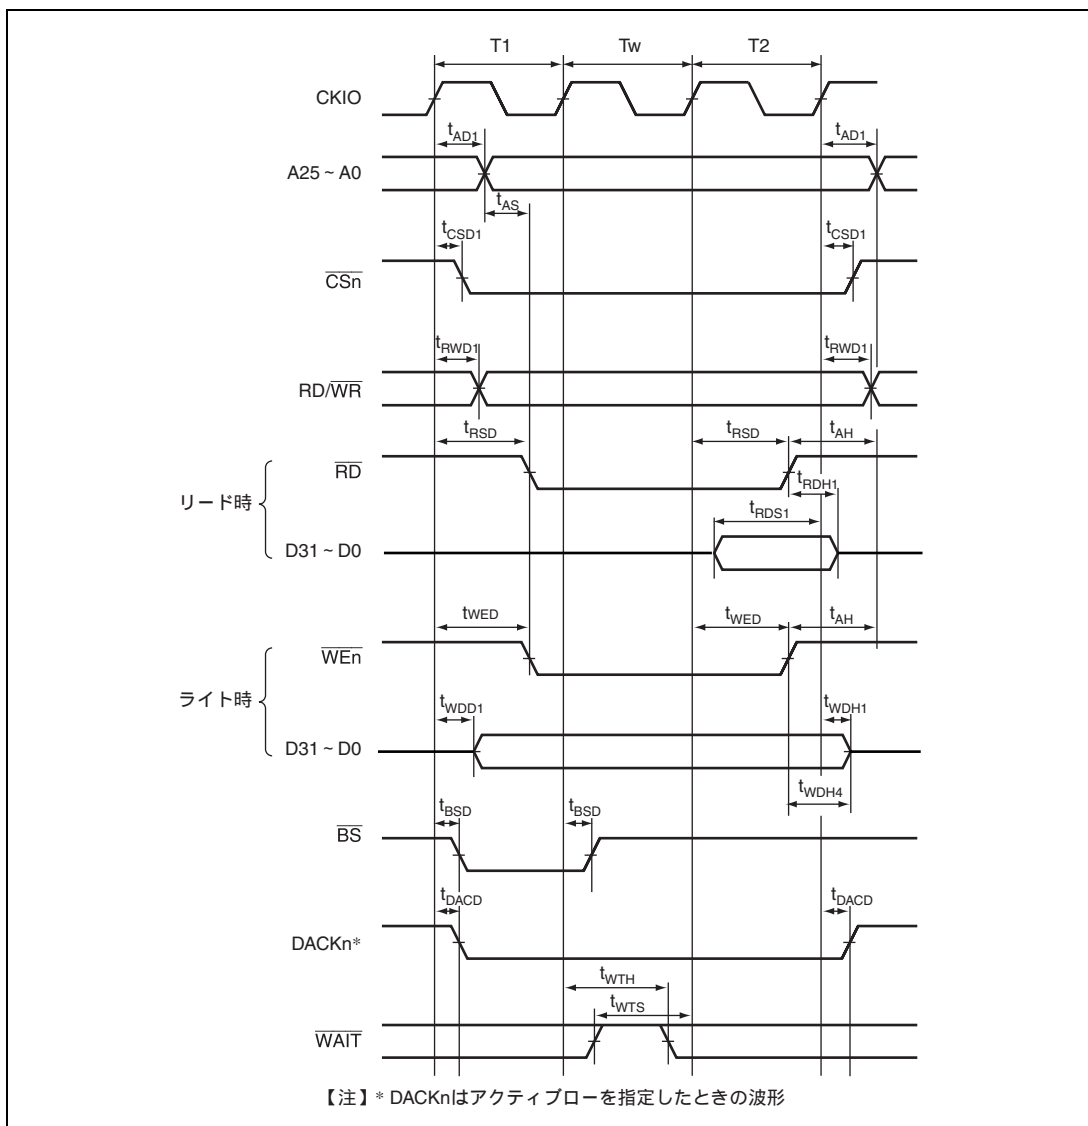 T1 Tw T2
CKIO
tAD1 tAD1
A25 ~ A0
tAS
tCSD1 tCSD1
CSn
tRWD1 tRWD1
RD/WR
tRSD tRSD tAH
RD
tRDH1
リード時
tRDS1
D31 ~ D0
tWED tWED tAH
WEn
ライト時
tWDD1 tWDH1
D31 ~ D0
tWDH4
tBSD tBSD
BS
tDACD tDACD
DACKn*
tWTH
tWTS
WAIT
【注】* DACKnはアクティブローを指定したときの波形